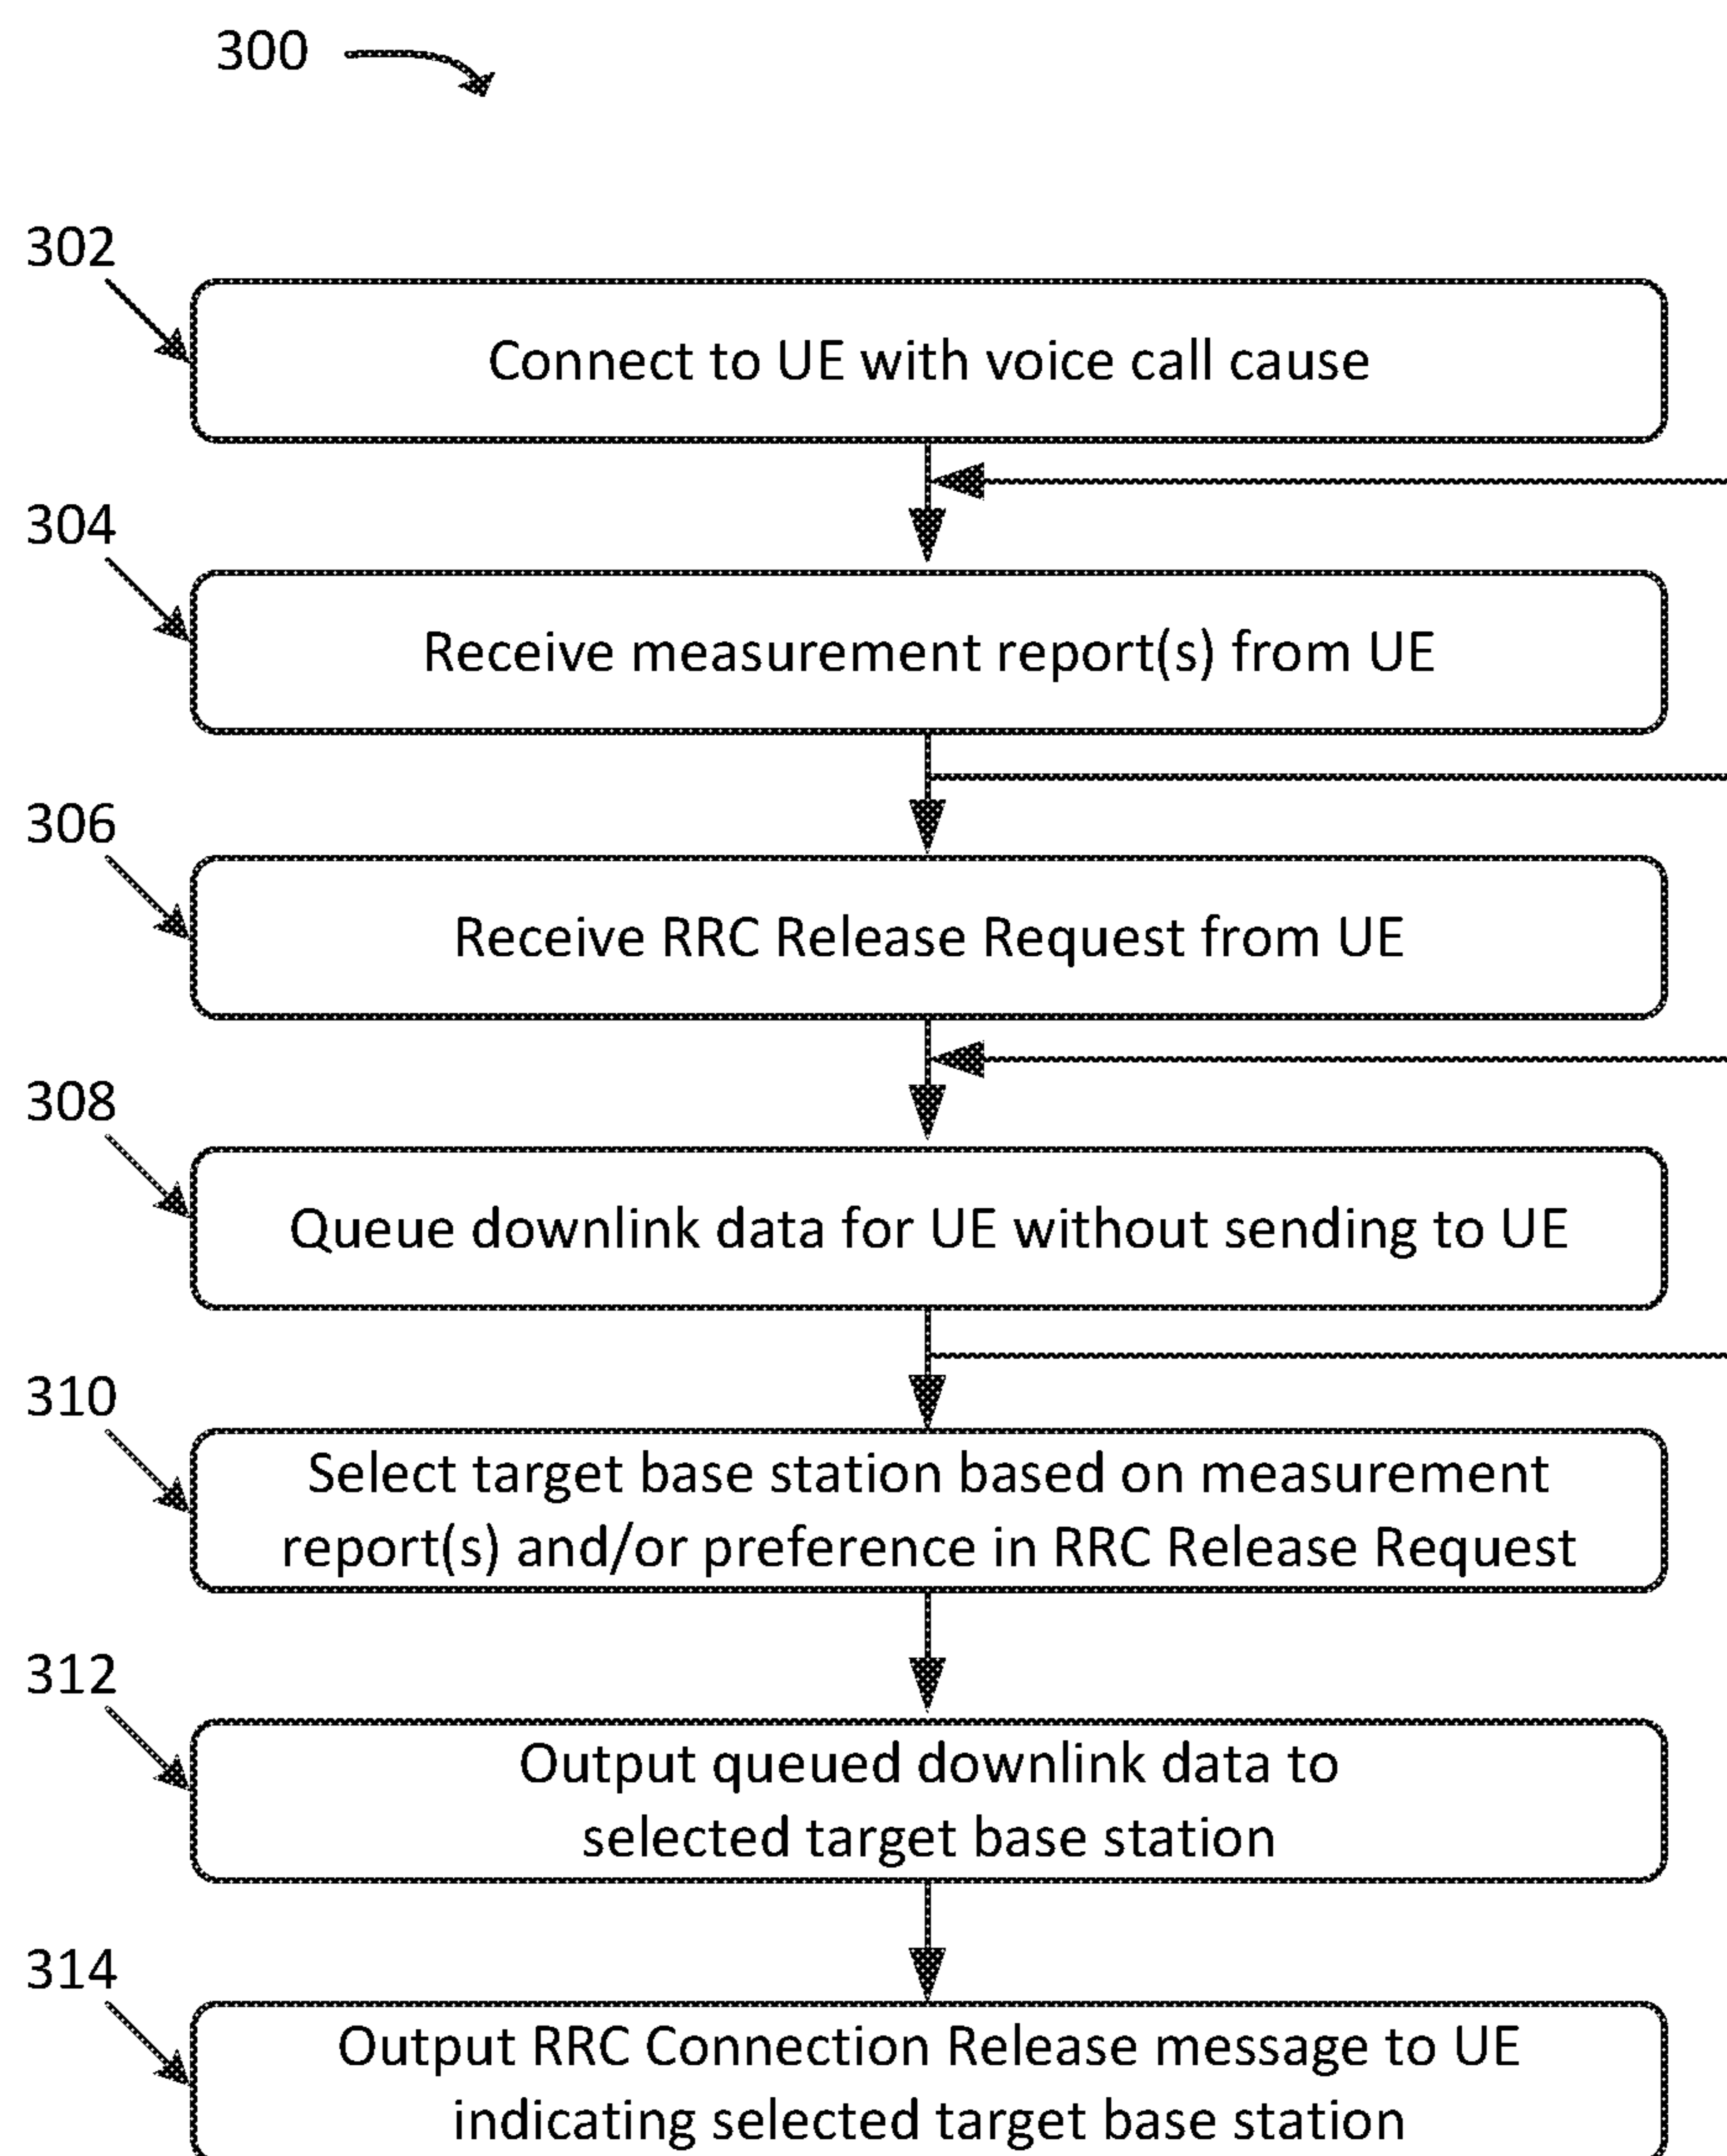 300
302
Connect to UE with voice call cause
304
Receive measurement report(s) from UE
306
Receive RRC Release Request from UE
308
Queue downlink data for UE without sending to UE
310
Select target base station based on measurement
report(s) and/or preference in RRC Release Request
312
Output queued downlink data to
selected target base station
314
Output RRC Connection Release message to UE
indicating selected target base station